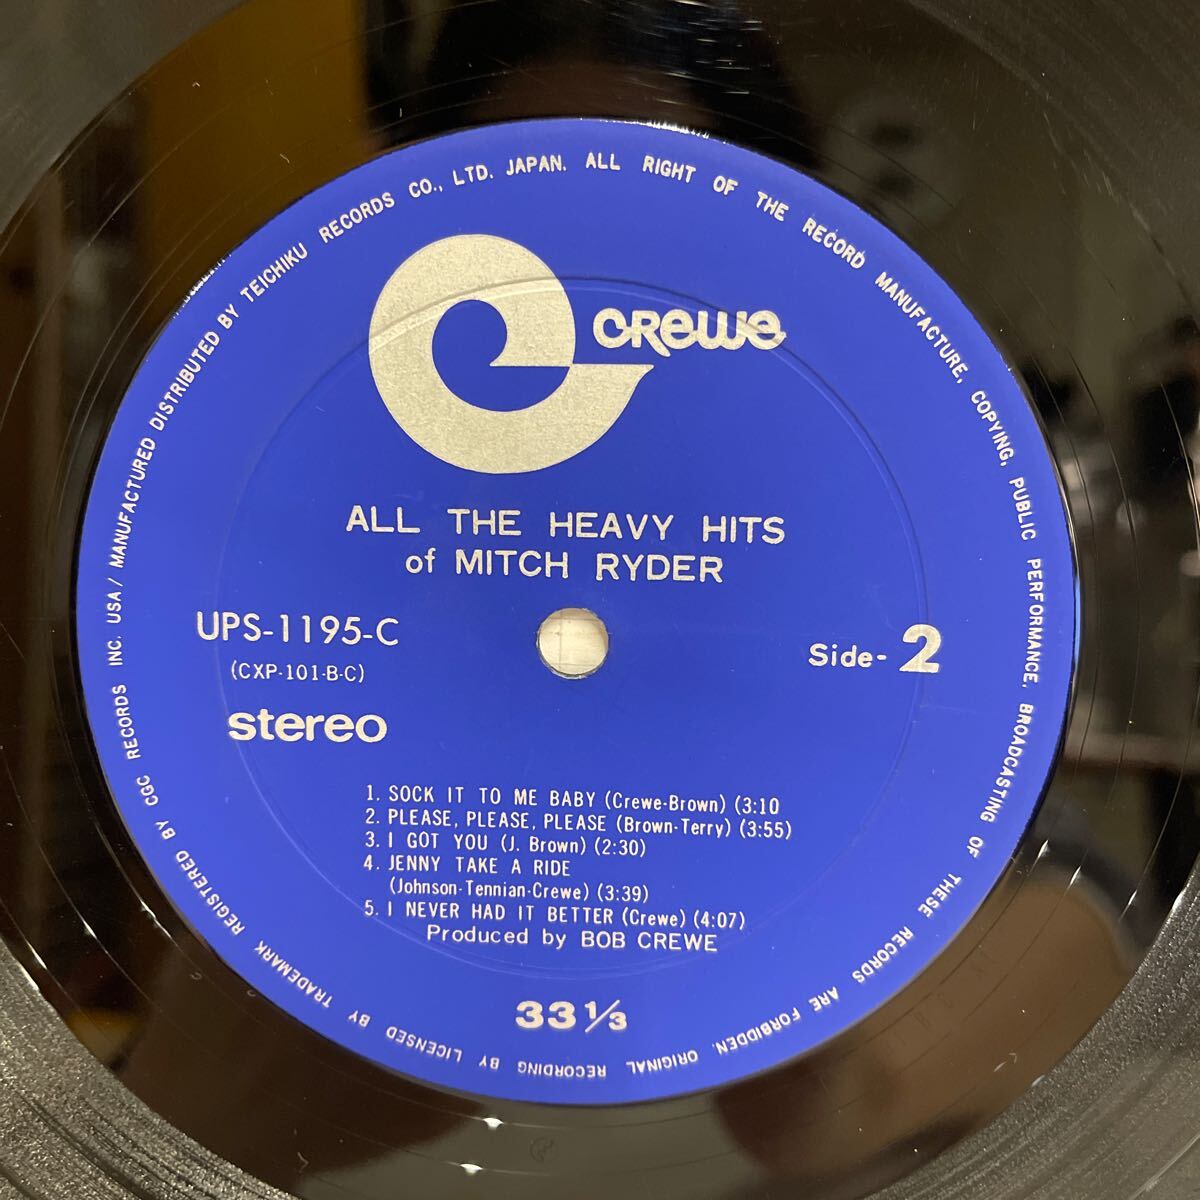 crewe
ALL THE HEAVY HITS
of MITCH RYDER
UPS-1195-C
(CXP-101-B-C)
stereo
Side-2
1. SOCK IT TO ME BABY (Crewe-Brown) (3:10
2. PLEASE, PLEASE, PLEASE (Brown-Terry) (3:55)
3. I GOT YOU (J. Brown) (2:30)
4. JENNY TAKE A RIDE
(Johnson-Tennian-Crewe) (3:39)
5. I NEVER HAD IT BETTER (Crewe) (4:07)
Produced by BOB CREWE
33⅓
ORIGINAL RECORDING BY LICENSED BY TRADEMARK REGISTERED BY CGC RECORDS INC. USA/ MANUFACTURED DISTRIBUTED BY TEICHIKU RECORDS CO., LTD. JAPAN. ALL RIGHT OF THE RECORD MANUFACTURE, COPYING, PUBLIC PERFORMANCE, BROADCASTING OF THESE RECORDS ARE FORBIDDEN.